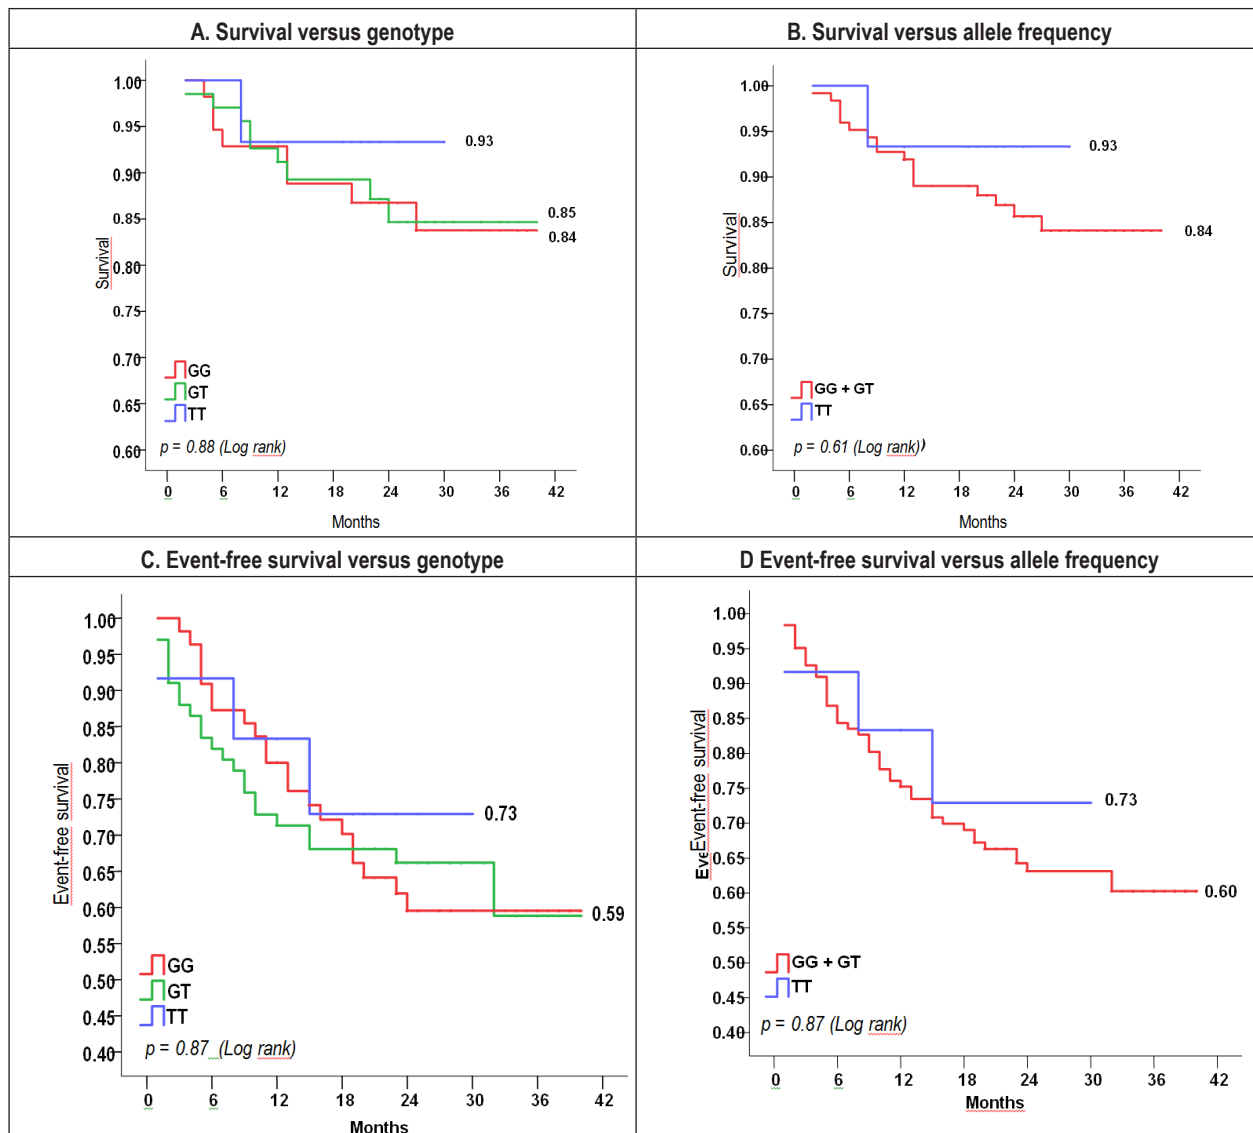 A. Survival versus genotype
B. Survival versus allele frequency
1.00
0.95
0.90
0.85
0.80
0.75
0.70
0.65
0.60
Survival
0.93
0.85
0.84
GG
GT
TT
p = 0.88 (Log rank)
0 6 12 18 24 30 36 42
Months
1.00
0.95
0.90
0.85
0.80
0.75
0.70
0.65
0.60
Survival
0.93
0.84
GG + GT
TT
p = 0.61 (Log rank))
0 6 12 18 24 30 36 42
Months
C. Event-free survival versus genotype
D Event-free survival versus allele frequency
1.00
0.95
0.90
0.85
0.80
0.75
0.70
0.65
0.60
0.55
0.50
0.45
0.40
Event-free survival
0.73
0.59
GG
GT
TT
p = 0.87 (Log rank)
0 6 12 18 24 30 36 42
Months
1.00
0.95
0.90
0.85
0.80
0.75
0.70
0.65
0.60
0.55
0.50
0.45
0.40
Eve
Event-free survival
0.73
0.60
GG + GT
TT
p = 0.87 (Log rank)
0 6 12 18 24 30 36 42
Months